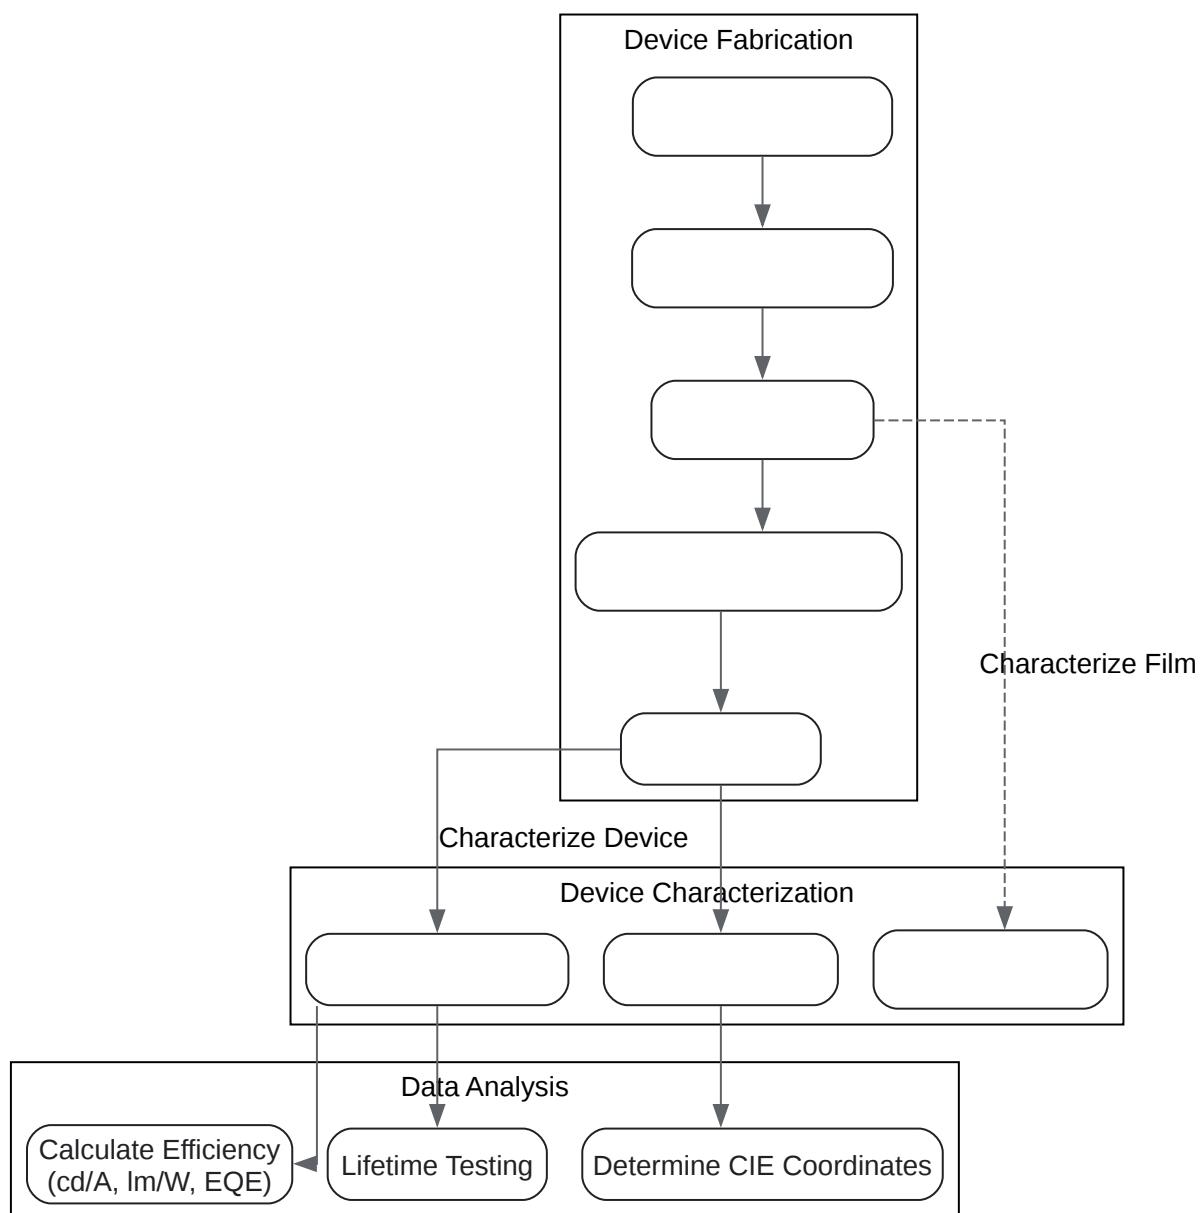 Device Fabrication
Characterize Film
Characterize Device
Device Characterization
Data Analysis
Calculate Efficiency
(cd/A, lm/W, EQE)
Lifetime Testing
Determine CIE Coordinates